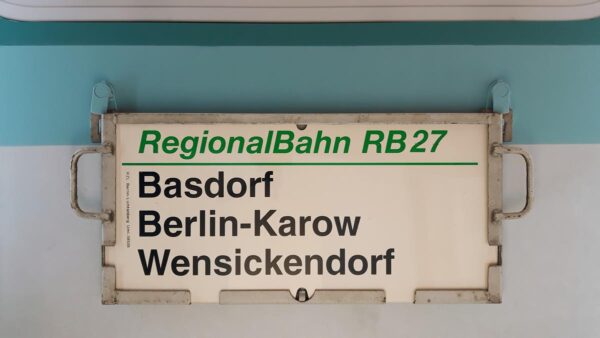 RegionalBahn RB27
Basdorf
Berlin-Karow
Wensickendorf